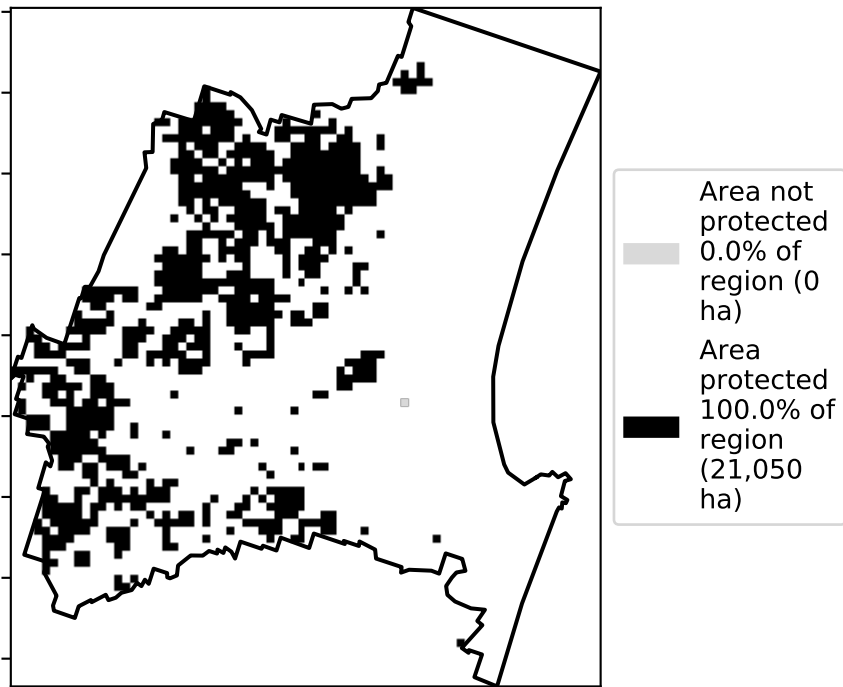 Area not
protected
0.0% of
region (0
ha)
Area
protected
100.0% of
region
(21,050
ha)